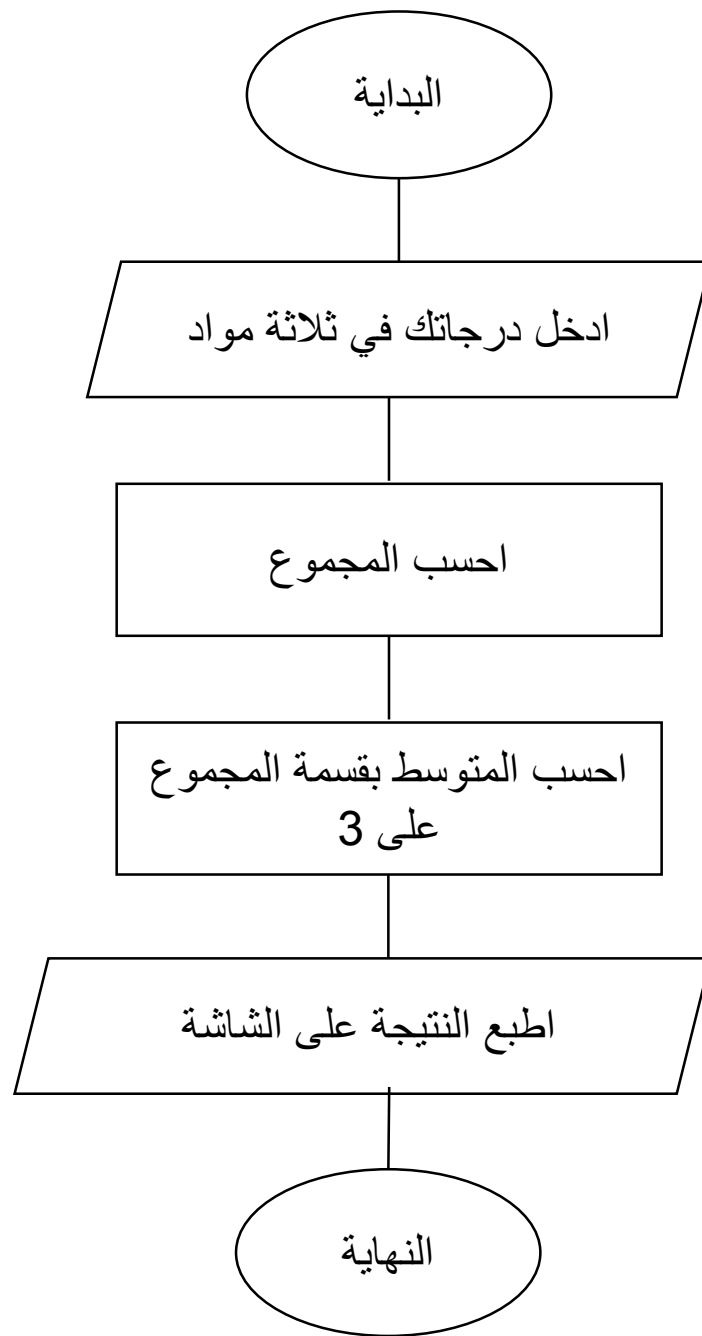 البداية
ادخل درجاتك في ثلاثة مواد
احسب المجموع
احسب المتوسط بقسمة المجموع
على 3
اطبع النتيجة على الشاشة
النهاية